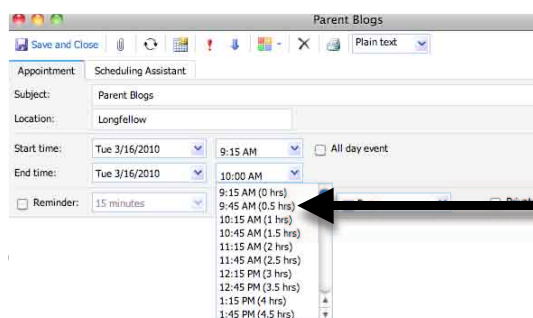 Parent Blogs
Save and Close Plain text
Appointment Scheduling Assistant
Subject: Parent Blogs
Location: Longfellow
Start time: Tue 3/16/2010 9:15 AM All day event
End time: Tue 3/16/2010 10:00 AM
Reminder: 15 minutes
9:15 AM (0 hrs)
9:45 AM (0.5 hrs)
10:15 AM (1 hrs)
10:45 AM (1.5 hrs)
11:15 AM (2 hrs)
11:45 AM (2.5 hrs)
12:15 PM (3 hrs)
12:45 PM (3.5 hrs)
1:15 PM (4 hrs)
1:45 PM (4.5 hrs)